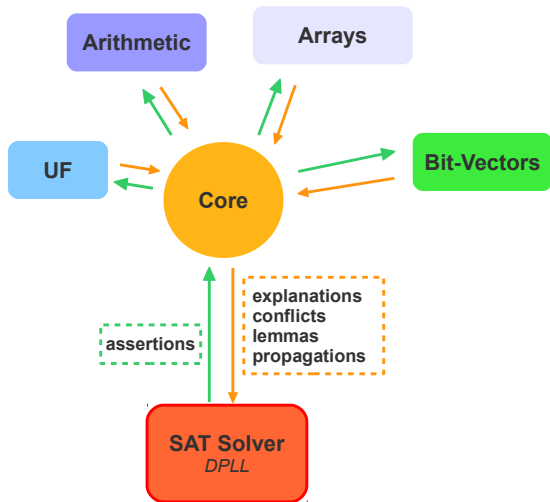 Arithmetic
Arrays
UF
Core
Bit-Vectors
assertions
explanations
conflicts
lemmas
propagations
SAT Solver
DPLL